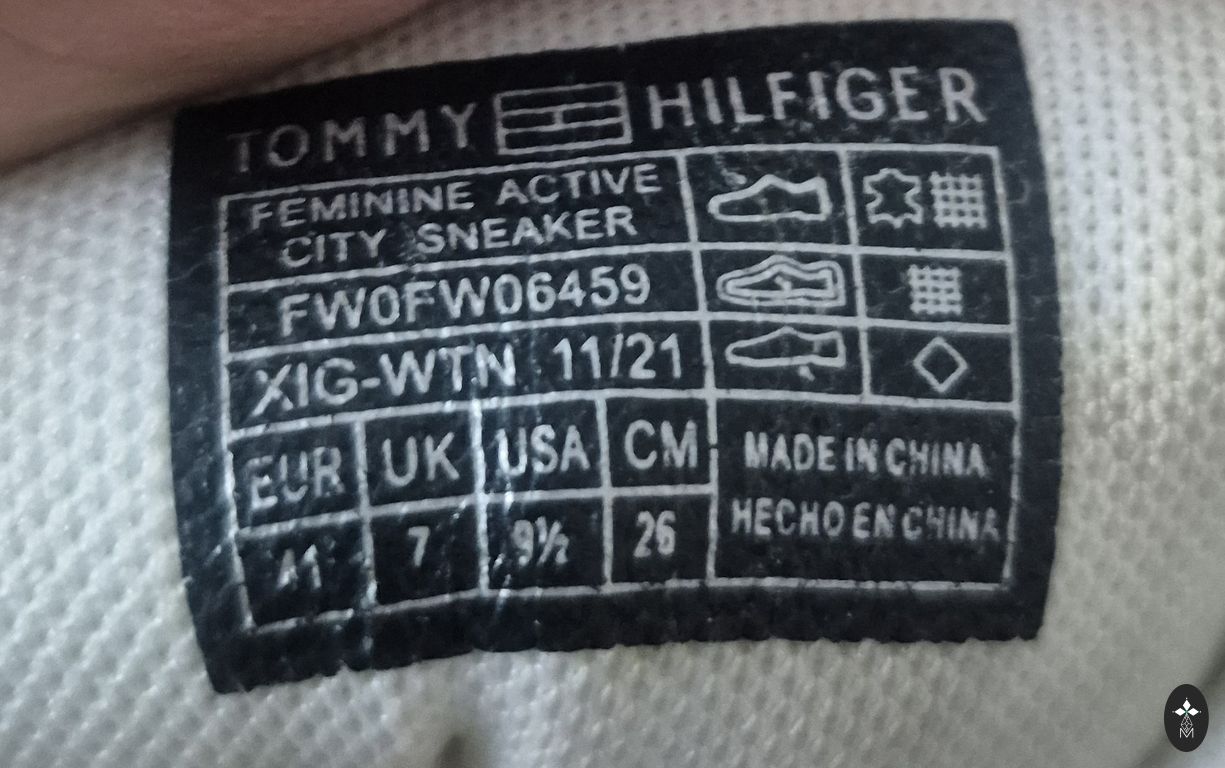 TOMMY HILFIGER
FEMININE ACTIVE
CITY SNEAKER
FW0FW06459
XIG-WTN 11/21
EUR UK USA CM
41 7 9½ 26
MADE IN CHINA
HECHO EN CHINA
M